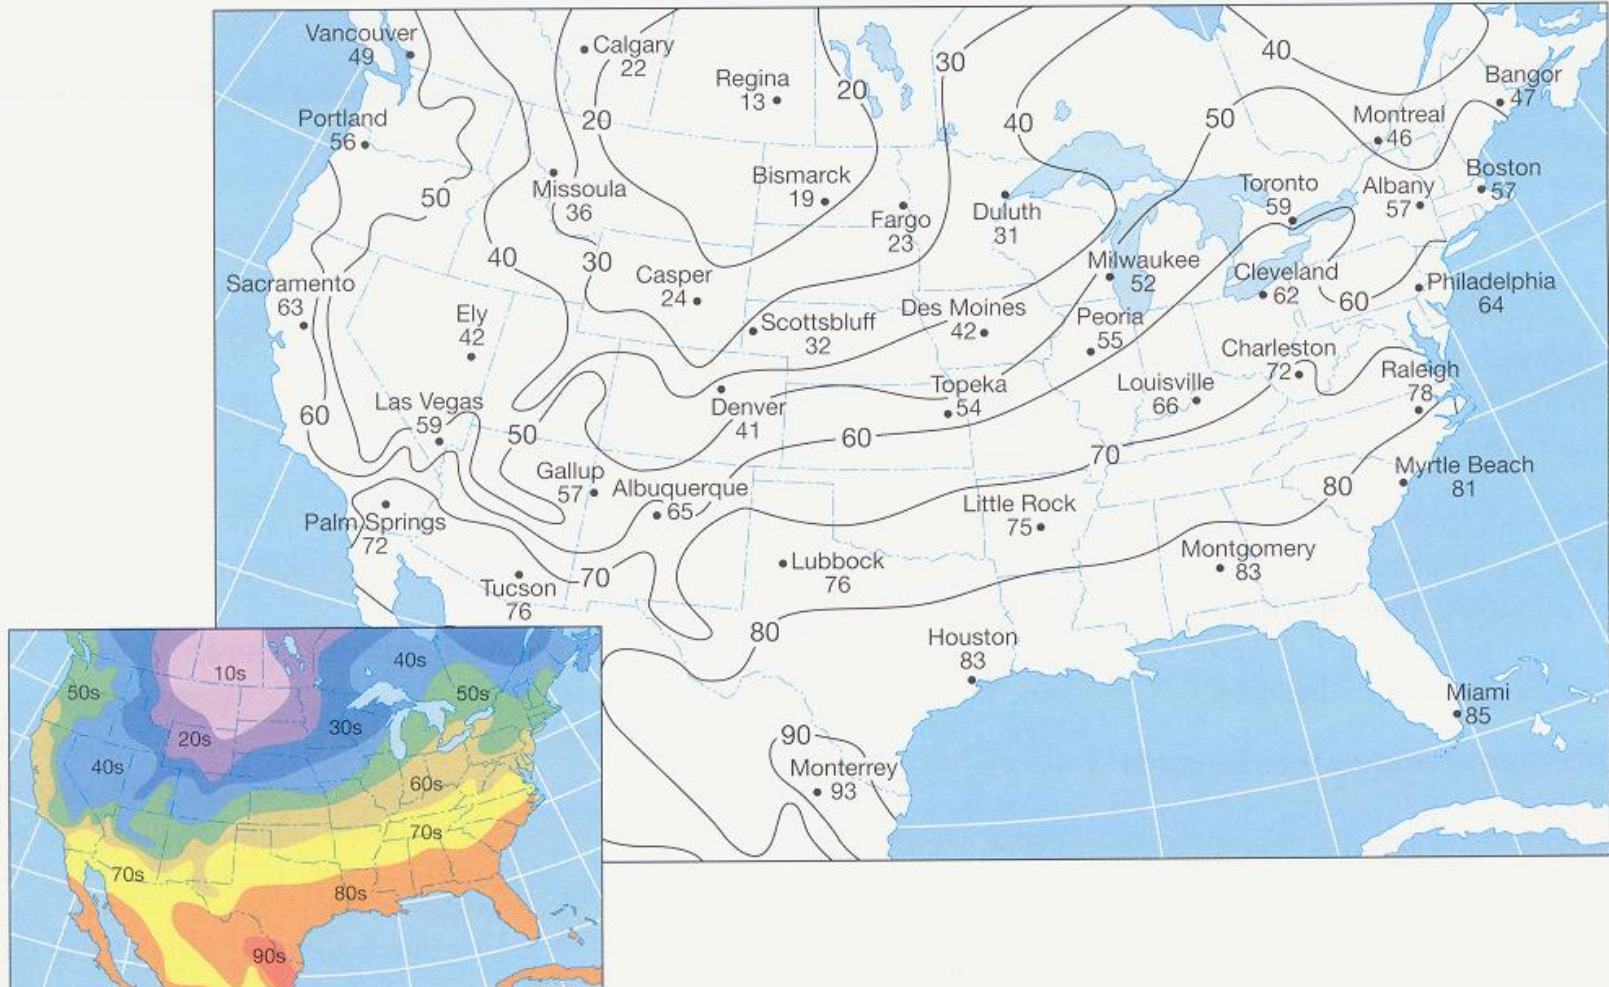 Vancouver
49
Calgary
22
Regina
13
20
30
40
40
50
Bangor
47
Montreal
46
Portland
56
20
Missoula
36
Bismarck
19
Fargo
23
Duluth
31
Toronto
59
Albany
57
Boston
57
50
40
30
Sacramento
63
Casper
24
Ely
42
Scottsbluff
32
Des Moines
42
Milwaukee
52
Peoria
55
Cleveland
62
60
Philadelphia
64
Charleston
72
Raleigh
78
60
Las Vegas
59
50
Denver
41
Topeka
54
Louisville
66
60
70
Gallup
57
Albuquerque
65
Palm Springs
72
Tucson
76
70
Lubbock
76
Little Rock
75
80
Myrtle Beach
81
Montgomery
83
80
Houston
83
Miami
85
90
Monterrey
93
10s
40s
50s
50s
20s
30s
40s
60s
70s
70s
80s
90s